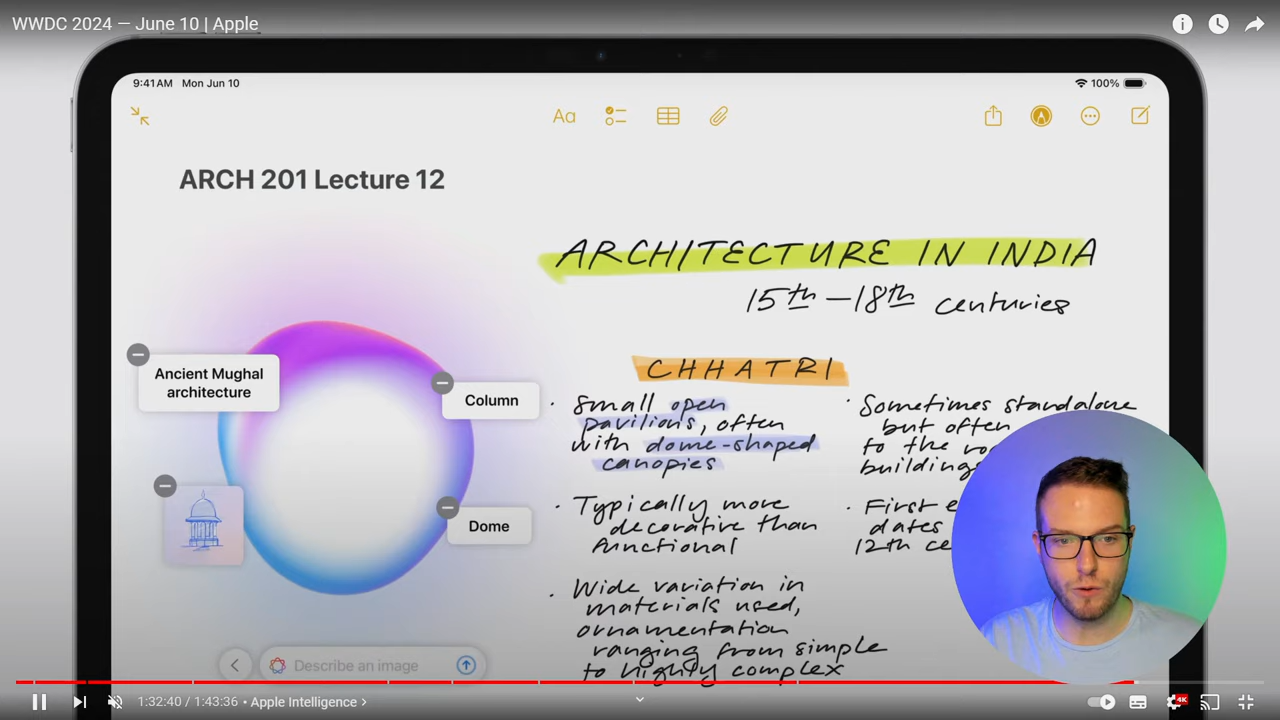 WWDC 2024 — June 10 | Apple
9:41 AM Mon Jun 10
100%
Aa
ARCH 201 Lecture 12
ARCHITECTURE IN INDIA
15th – 18th centuries
Ancient Mughal
architecture
Column
Dome
Describe an image
CHHATRI
· Small open
pavilions, often
with dome-shaped
canopies
· Typically more
decorative than
functional
· Wide variation in
materials used,
ornamentation
ranging from simple
to highly complex
· Sometimes standalone
but often
to the
buildings
· First
dates
12th
1:32:40 / 1:43:36 • Apple Intelligence >
4K